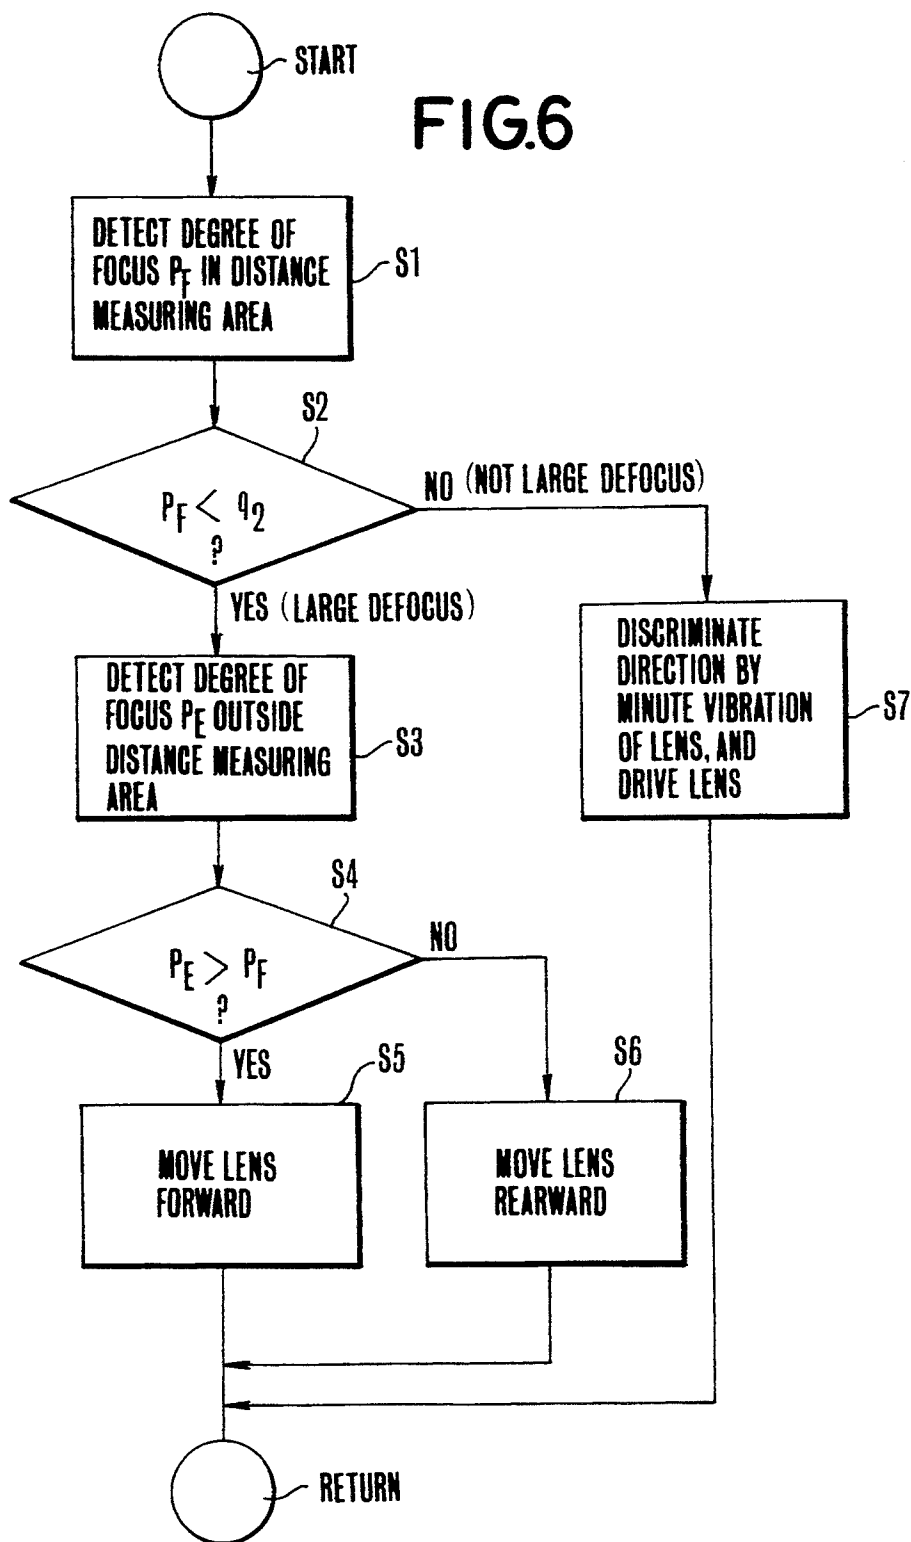 START
FIG.6
DETECT DEGREE OF
FOCUS PF IN DISTANCE
MEASURING AREA
S1
S2
PF < q2
?
NO (NOT LARGE DEFOCUS)
YES (LARGE DEFOCUS)
DETECT DEGREE OF
FOCUS PE OUTSIDE
DISTANCE MEASURING
AREA
S3
DISCRIMINATE
DIRECTION BY
MINUTE VIBRATION
OF LENS, AND
DRIVE LENS
S7
S4
PE > PF
?
NO
YES
S5
MOVE LENS
FORWARD
S6
MOVE LENS
REARWARD
RETURN